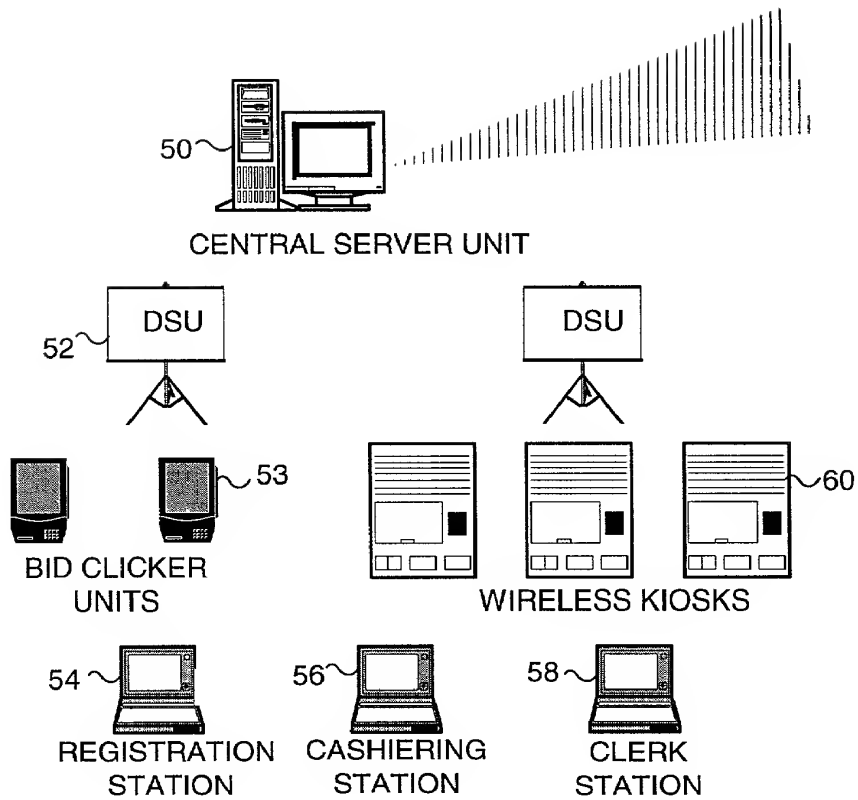 50
CENTRAL SERVER UNIT
52
DSU
DSU
53
60
BID CLICKER
UNITS
WIRELESS KIOSKS
54
56
58
REGISTRATION
STATION
CASHIERING
STATION
CLERK
STATION